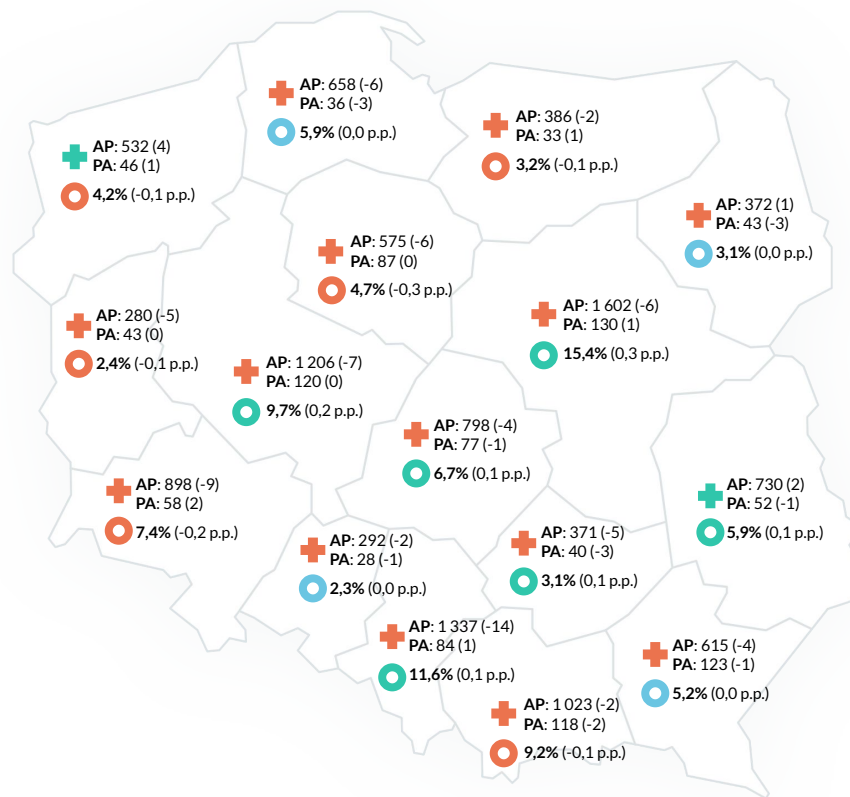 AP: 658 (-6)
PA: 36 (-3)
5,9% (0,0 p.p.)
AP: 386 (-2)
PA: 33 (1)
3,2% (-0,1 p.p.)
AP: 532 (4)
PA: 46 (1)
4,2% (-0,1 p.p.)
AP: 372 (1)
PA: 43 (-3)
3,1% (0,0 p.p.)
AP: 575 (-6)
PA: 87 (0)
4,7% (-0,3 p.p.)
AP: 280 (-5)
PA: 43 (0)
2,4% (-0,1 p.p.)
AP: 1 602 (-6)
PA: 130 (1)
15,4% (0,3 p.p.)
AP: 1 206 (-7)
PA: 120 (0)
9,7% (0,2 p.p.)
AP: 798 (-4)
PA: 77 (-1)
6,7% (0,1 p.p.)
AP: 898 (-9)
PA: 58 (2)
7,4% (-0,2 p.p.)
AP: 730 (2)
PA: 52 (-1)
5,9% (0,1 p.p.)
AP: 292 (-2)
PA: 28 (-1)
2,3% (0,0 p.p.)
AP: 371 (-5)
PA: 40 (-3)
3,1% (0,1 p.p.)
AP: 1 337 (-14)
PA: 84 (1)
11,6% (0,1 p.p.)
AP: 615 (-4)
PA: 123 (-1)
5,2% (0,0 p.p.)
AP: 1 023 (-2)
PA: 118 (-2)
9,2% (-0,1 p.p.)